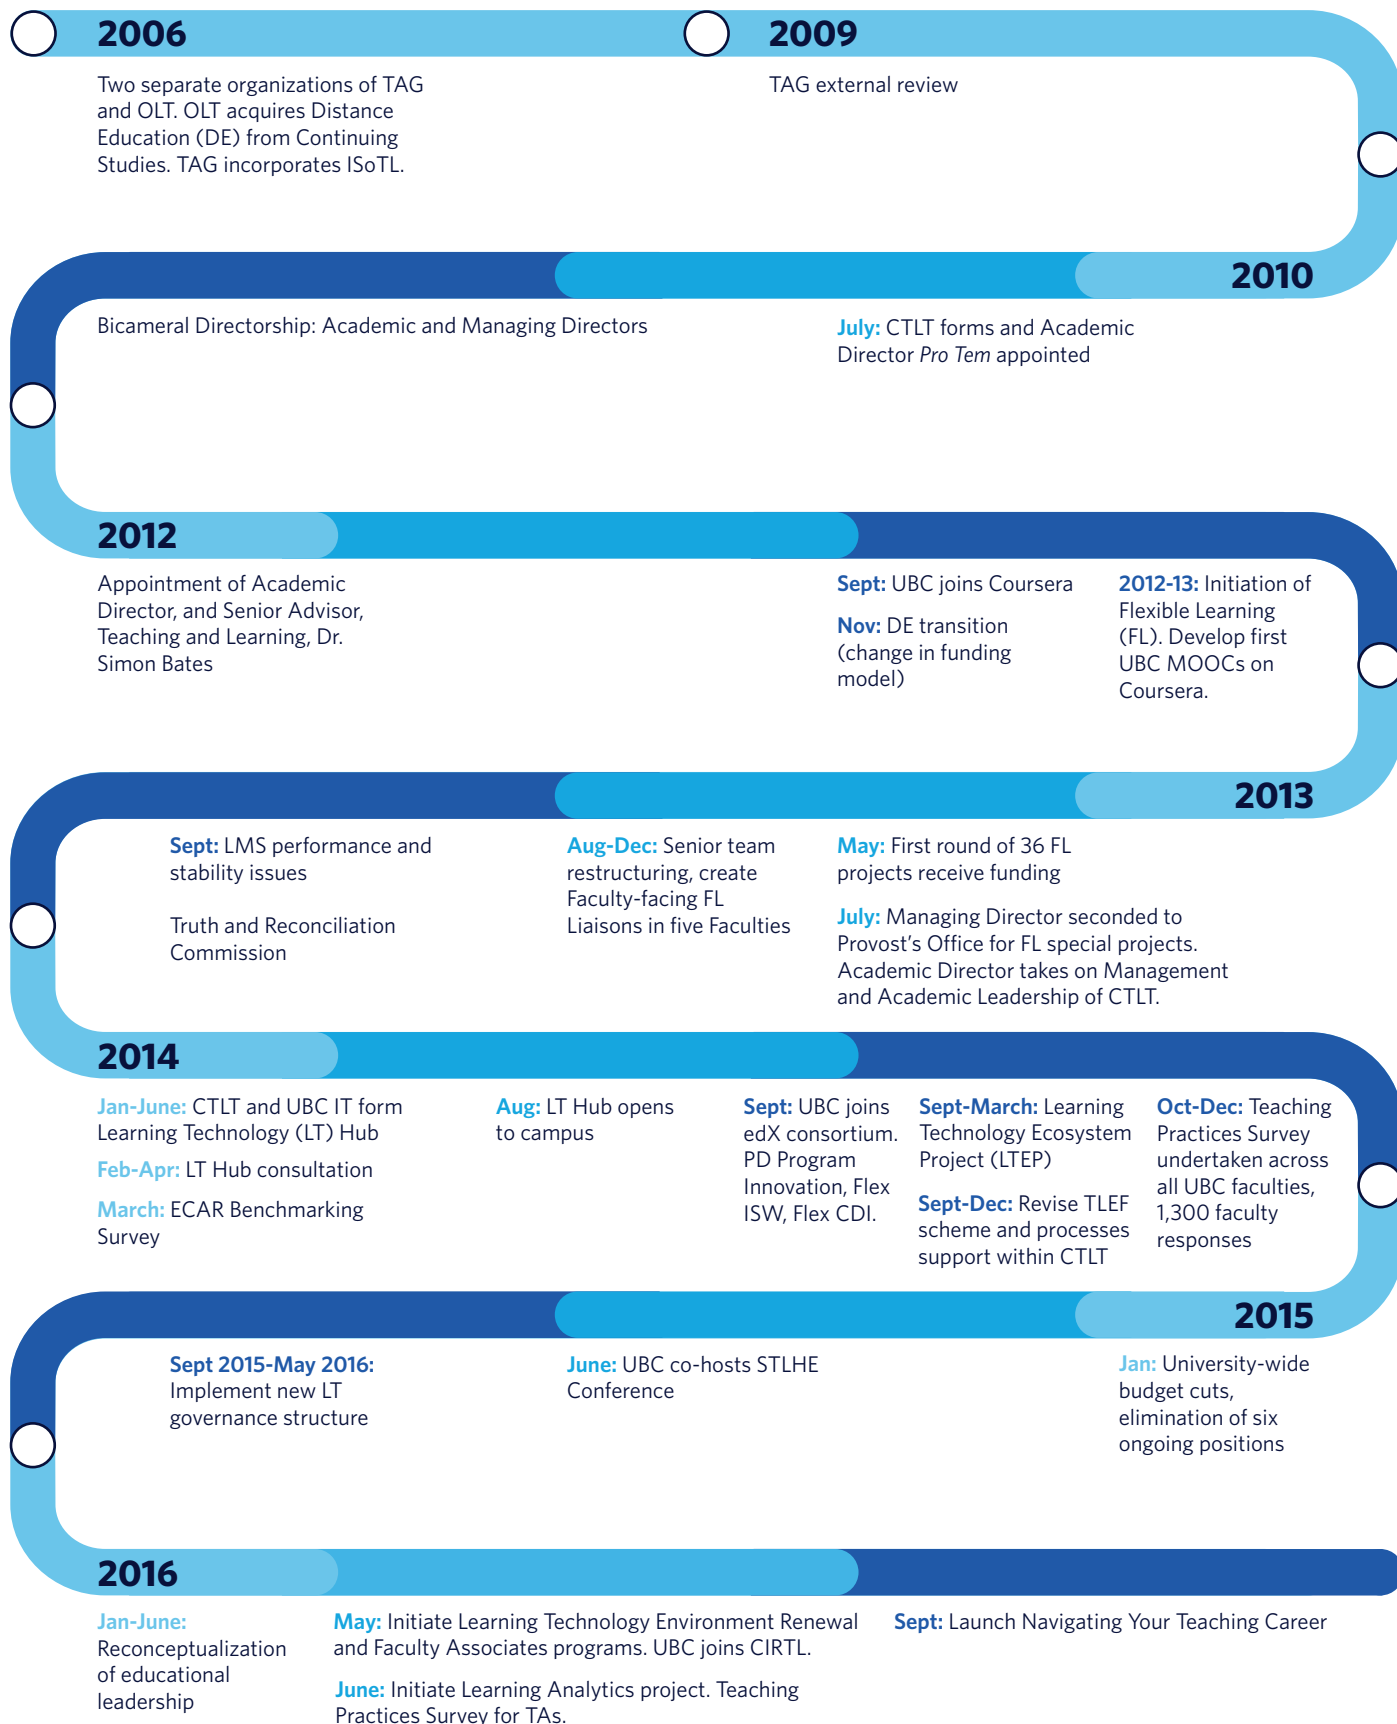 2006
Two separate organizations of TAG
and OLT. OLT acquires Distance
Education (DE) from Continuing
Studies. TAG incorporates ISoTL.
2009
TAG external review
2010
July: CTLT forms and Academic
Director Pro Tem appointed
Bicameral Directorship: Academic and Managing Directors
2012
Appointment of Academic
Director, and Senior Advisor,
Teaching and Learning, Dr.
Simon Bates
Sept: UBC joins Coursera
Nov: DE transition
(change in funding
model)
2012-13: Initiation of
Flexible Learning
(FL). Develop first
UBC MOOCs on
Coursera.
2013
May: First round of 36 FL
projects receive funding
July: Managing Director seconded to
Provost's Office for FL special projects.
Academic Director takes on Management
and Academic Leadership of CTLT.
Aug-Dec: Senior team
restructuring, create
Faculty-facing FL
Liaisons in five Faculties
Sept: LMS performance and
stability issues
Truth and Reconciliation
Commission
2014
Jan-June: CTLT and UBC IT form
Learning Technology (LT) Hub
Feb-Apr: LT Hub consultation
March: ECAR Benchmarking
Survey
Aug: LT Hub opens
to campus
Sept: UBC joins
edX consortium.
PD Program
Innovation, Flex
ISW, Flex CDI.
Sept-March: Learning
Technology Ecosystem
Project (LTEP)
Sept-Dec: Revise TLEF
scheme and processes
support within CTLT
Oct-Dec: Teaching
Practices Survey
undertaken across
all UBC faculties,
1,300 faculty
responses
2015
Jan: University-wide
budget cuts,
elimination of six
ongoing positions
June: UBC co-hosts STLHE
Conference
Sept 2015-May 2016:
Implement new LT
governance structure
2016
Jan-June:
Reconceptualization
of educational
leadership
May: Initiate Learning Technology Environment Renewal
and Faculty Associates programs. UBC joins CIRTL.
June: Initiate Learning Analytics project. Teaching
Practices Survey for TAs.
Sept: Launch Navigating Your Teaching Career